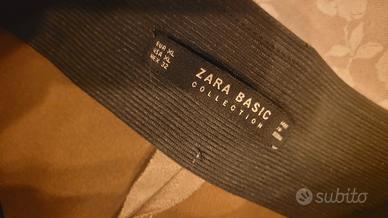 EUR XL
USA XL
MEX 32
ZARA BASIC
COLLECTION
subito